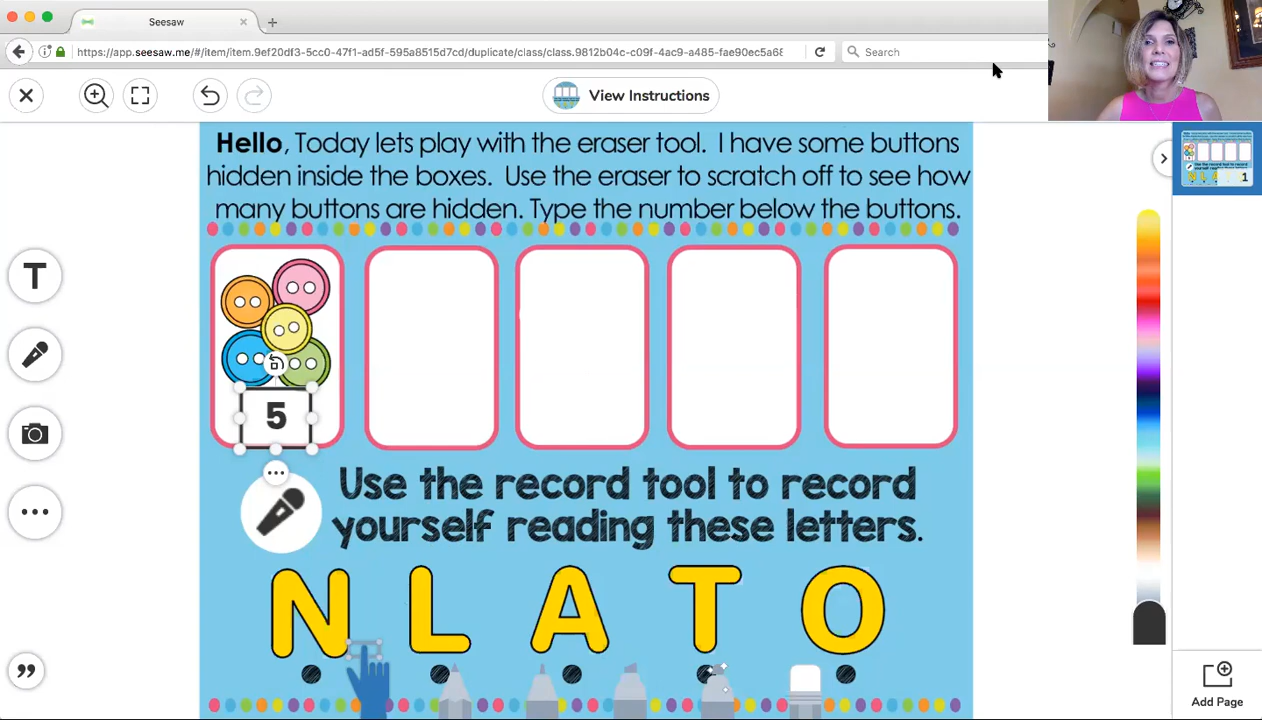 Seesaw
https://app.seesaw.me/#/item/item.9ef20df3-5cc0-47f1-ad5f-595a8515d7cd/duplicate/class/class.9812b04c-c09f-4ac9-a485-fae90ec5a68
Search
View Instructions
Hello, Today lets play with the eraser tool. I have some buttons
hidden inside the boxes. Use the eraser to scratch off to see how
many buttons are hidden. Type the number below the buttons.
T
5
Use the record tool to record
yourself reading these letters.
N L A T O
1
Add Page